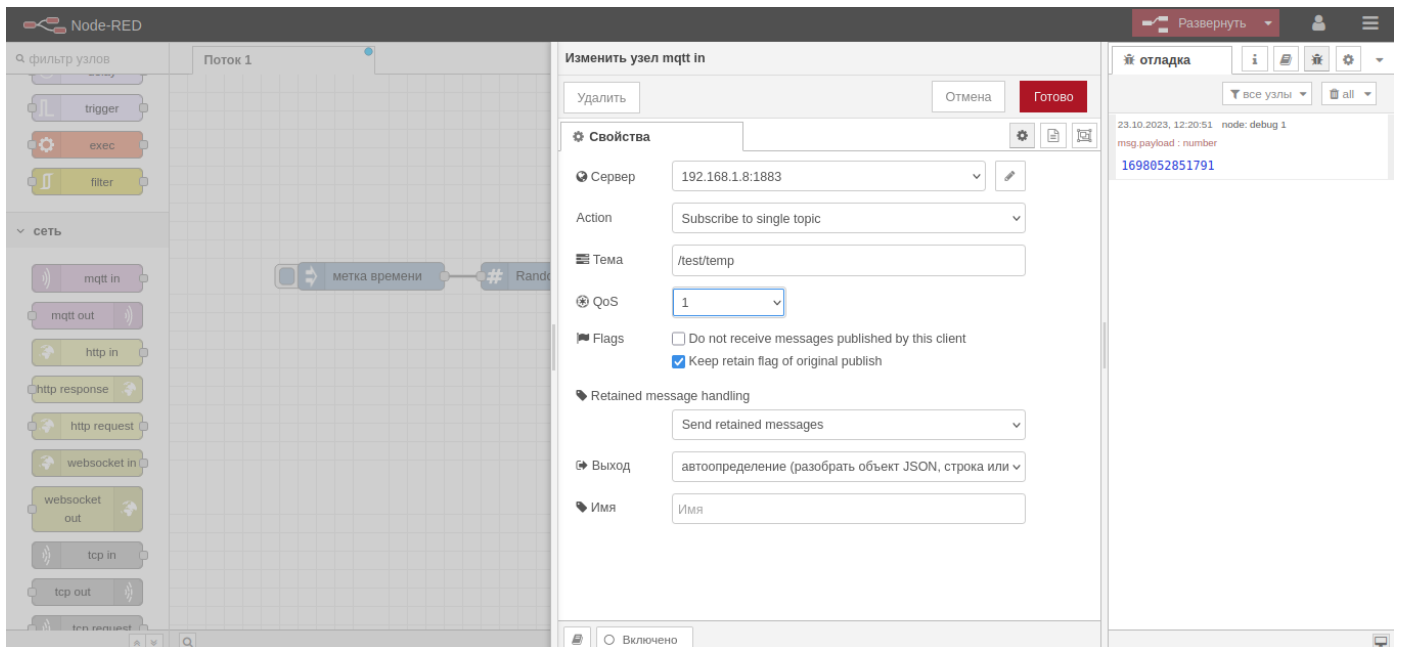 Node-RED
Развернуть
фильтр узлов
Поток 1
delay
trigger
exec
filter
сеть
mqtt in
mqtt out
http in
http response
http request
websocket in
websocket
out
tcp in
tcp out
tcp request
метка времени
Изменить узел mqtt in
Удалить
Отмена
Готово
Свойства
Сервер
192.168.1.8:1883
Action
Subscribe to single topic
Тема
/test/temp
QoS
1
Flags
Do not receive messages published by this client
Keep retain flag of original publish
Retained message handling
Send retained messages
Выход
автоопределение (разобрать объект JSON, строка или
Имя
Имя
Включено
отладка
i
все узлы
all
23.10.2023, 12:20:51 node: debug 1
msg.payload : number
1698052851791